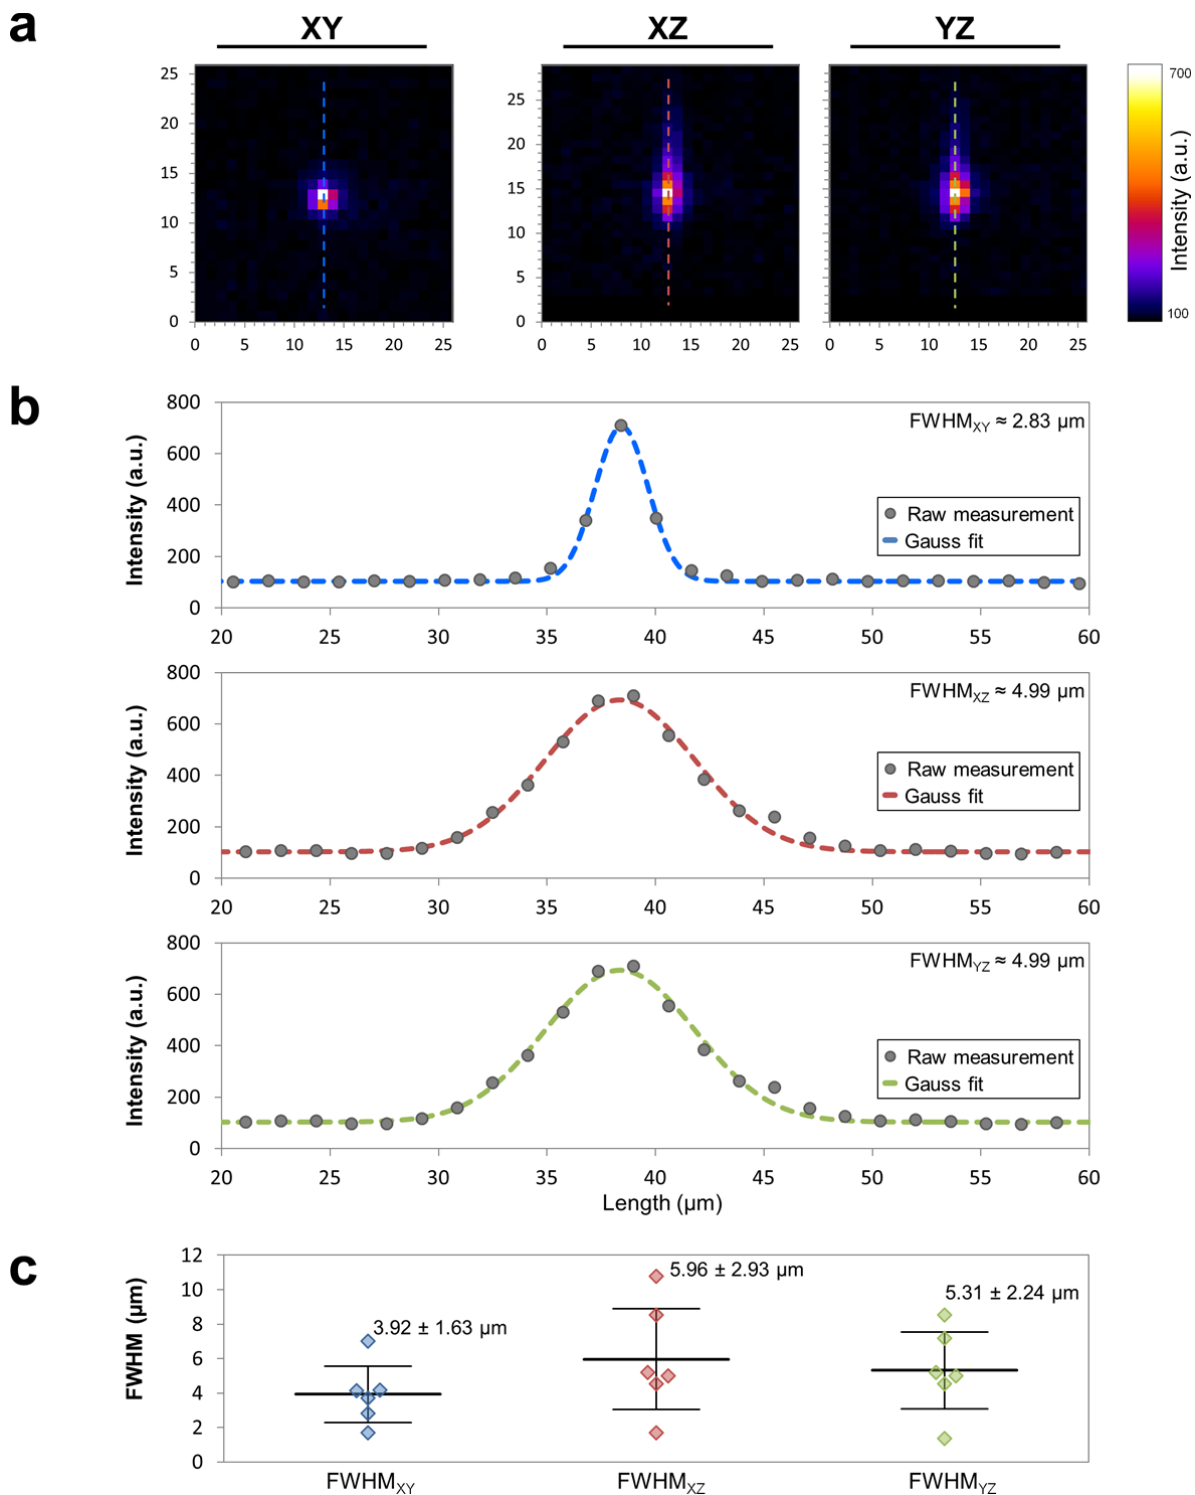 a
XY XZ YZ
25
20
15
10
5
0
0 5 10 15 20 25
25
20
15
10
5
0
0 5 10 15 20 25
25
20
15
10
5
0
0 5 10 15 20 25
700
Intensity (a.u.)
100
b
Intensity (a.u.)
800
600
400
200
0
FWHMXY ≈ 2.83 µm
Raw measurement
Gauss fit
20 25 30 35 40 45 50 55 60
Intensity (a.u.)
800
600
400
200
0
FWHMXZ ≈ 4.99 µm
Raw measurement
Gauss fit
20 25 30 35 40 45 50 55 60
Intensity (a.u.)
800
600
400
200
0
FWHMYZ ≈ 4.99 µm
Raw measurement
Gauss fit
20 25 30 35 40 45 50 55 60
Length (µm)
c
FWHM (µm)
12
10
8
6
4
2
0
3.92 ± 1.63 µm
5.96 ± 2.93 µm
5.31 ± 2.24 µm
FWHMXY FWHMXZ FWHMYZ